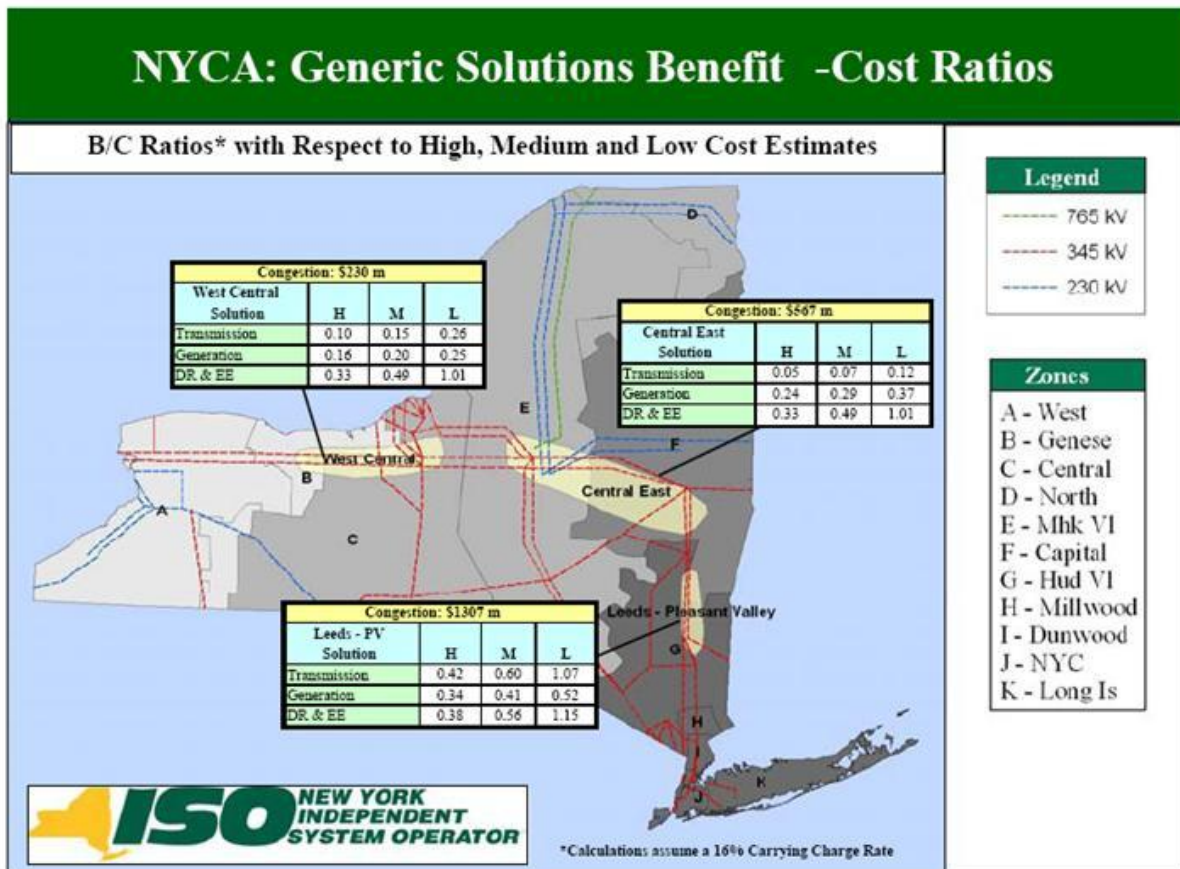 NYCA: Generic Solutions Benefit -Cost Ratios
B/C Ratios* with Respect to High, Medium and Low Cost Estimates
Legend
765 kV
345 kV
230 kV
Zones
A - West
B - Genese
C - Central
D - North
E - Mhk Vl
F - Capital
G - Hud Vl
H - Millwood
I - Dunwood
J - NYC
K - Long Is
Congestion: $230 m
West Central
Solution H M L
Transmission 0.10 0.15 0.26
Generation 0.16 0.20 0.25
DR & EE 0.33 0.49 1.01
Congestion: $567 m
Central East
Solution H M L
Transmission 0.05 0.07 0.12
Generation 0.24 0.29 0.37
DR & EE 0.33 0.49 1.01
D
E
F
West Central
B
Central East
A
C
Congestion: $1307 m
Leeds - PV
Solution H M L
Transmission 0.42 0.60 1.07
Generation 0.34 0.41 0.52
DR & EE 0.38 0.56 1.15
Leeds - Pleasant Valley
G
H
I
K
J
ISO NEW YORK
INDEPENDENT
SYSTEM OPERATOR
*Calculations assume a 16% Carrying Charge Rate